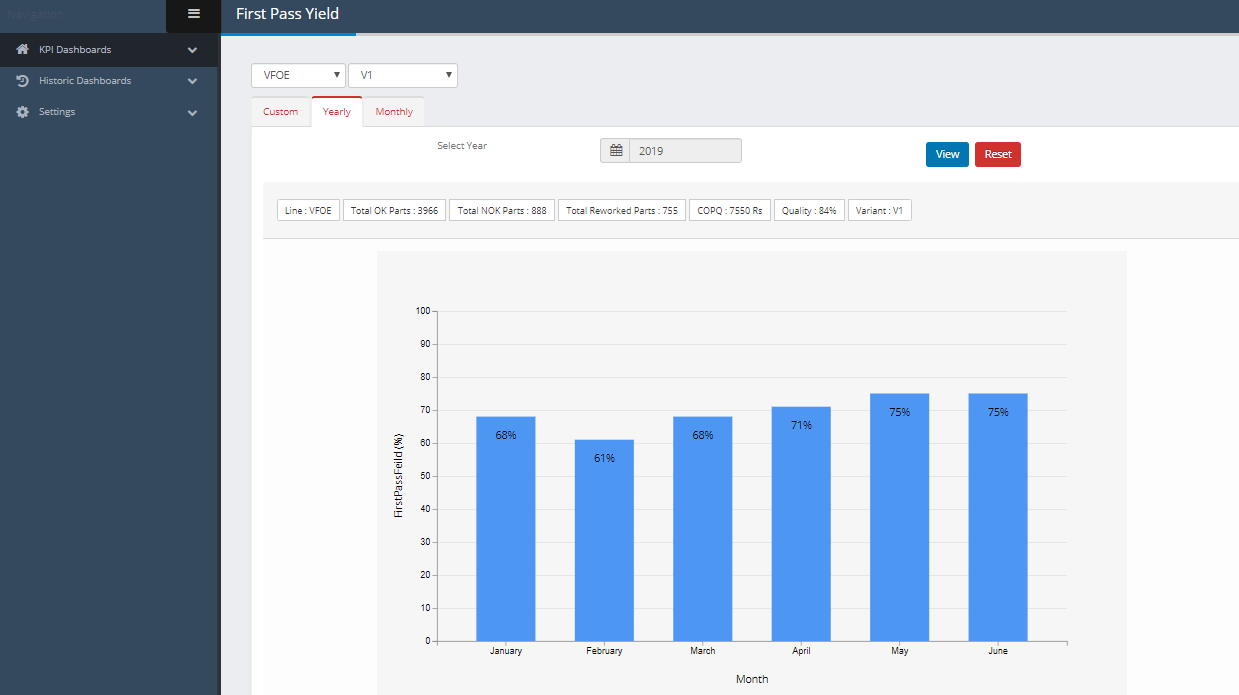 Navigation
First Pass Yield
KPI Dashboards
Historic Dashboards
Settings
VFOE V1
Custom Yearly Monthly
Select Year 2019 View Reset
Line : VFOE Total OK Parts : 3966 Total NOK Parts : 888 Total Reworked Parts : 755 COPQ : 7550 Rs Quality : 84% Variant : V1
FirstPassFeild (%)
100
90
80
70
60
50
40
30
20
10
0
68% 61% 68% 71% 75% 75%
January February March April May June
Month